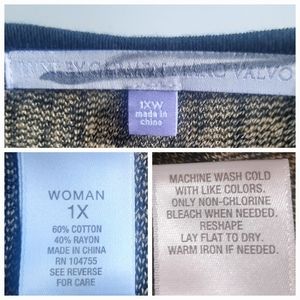 VALVO
1XW
made in
china
WOMAN
1X
60% COTTON
40% RAYON
MADE IN CHINA
RN 104755
SEE REVERSE
FOR CARE
MACHINE WASH COLD
WITH LIKE COLORS.
ONLY NON-CHLORINE
BLEACH WHEN NEEDED.
RESHAPE
LAY FLAT TO DRY.
WARM IRON IF NEEDED.